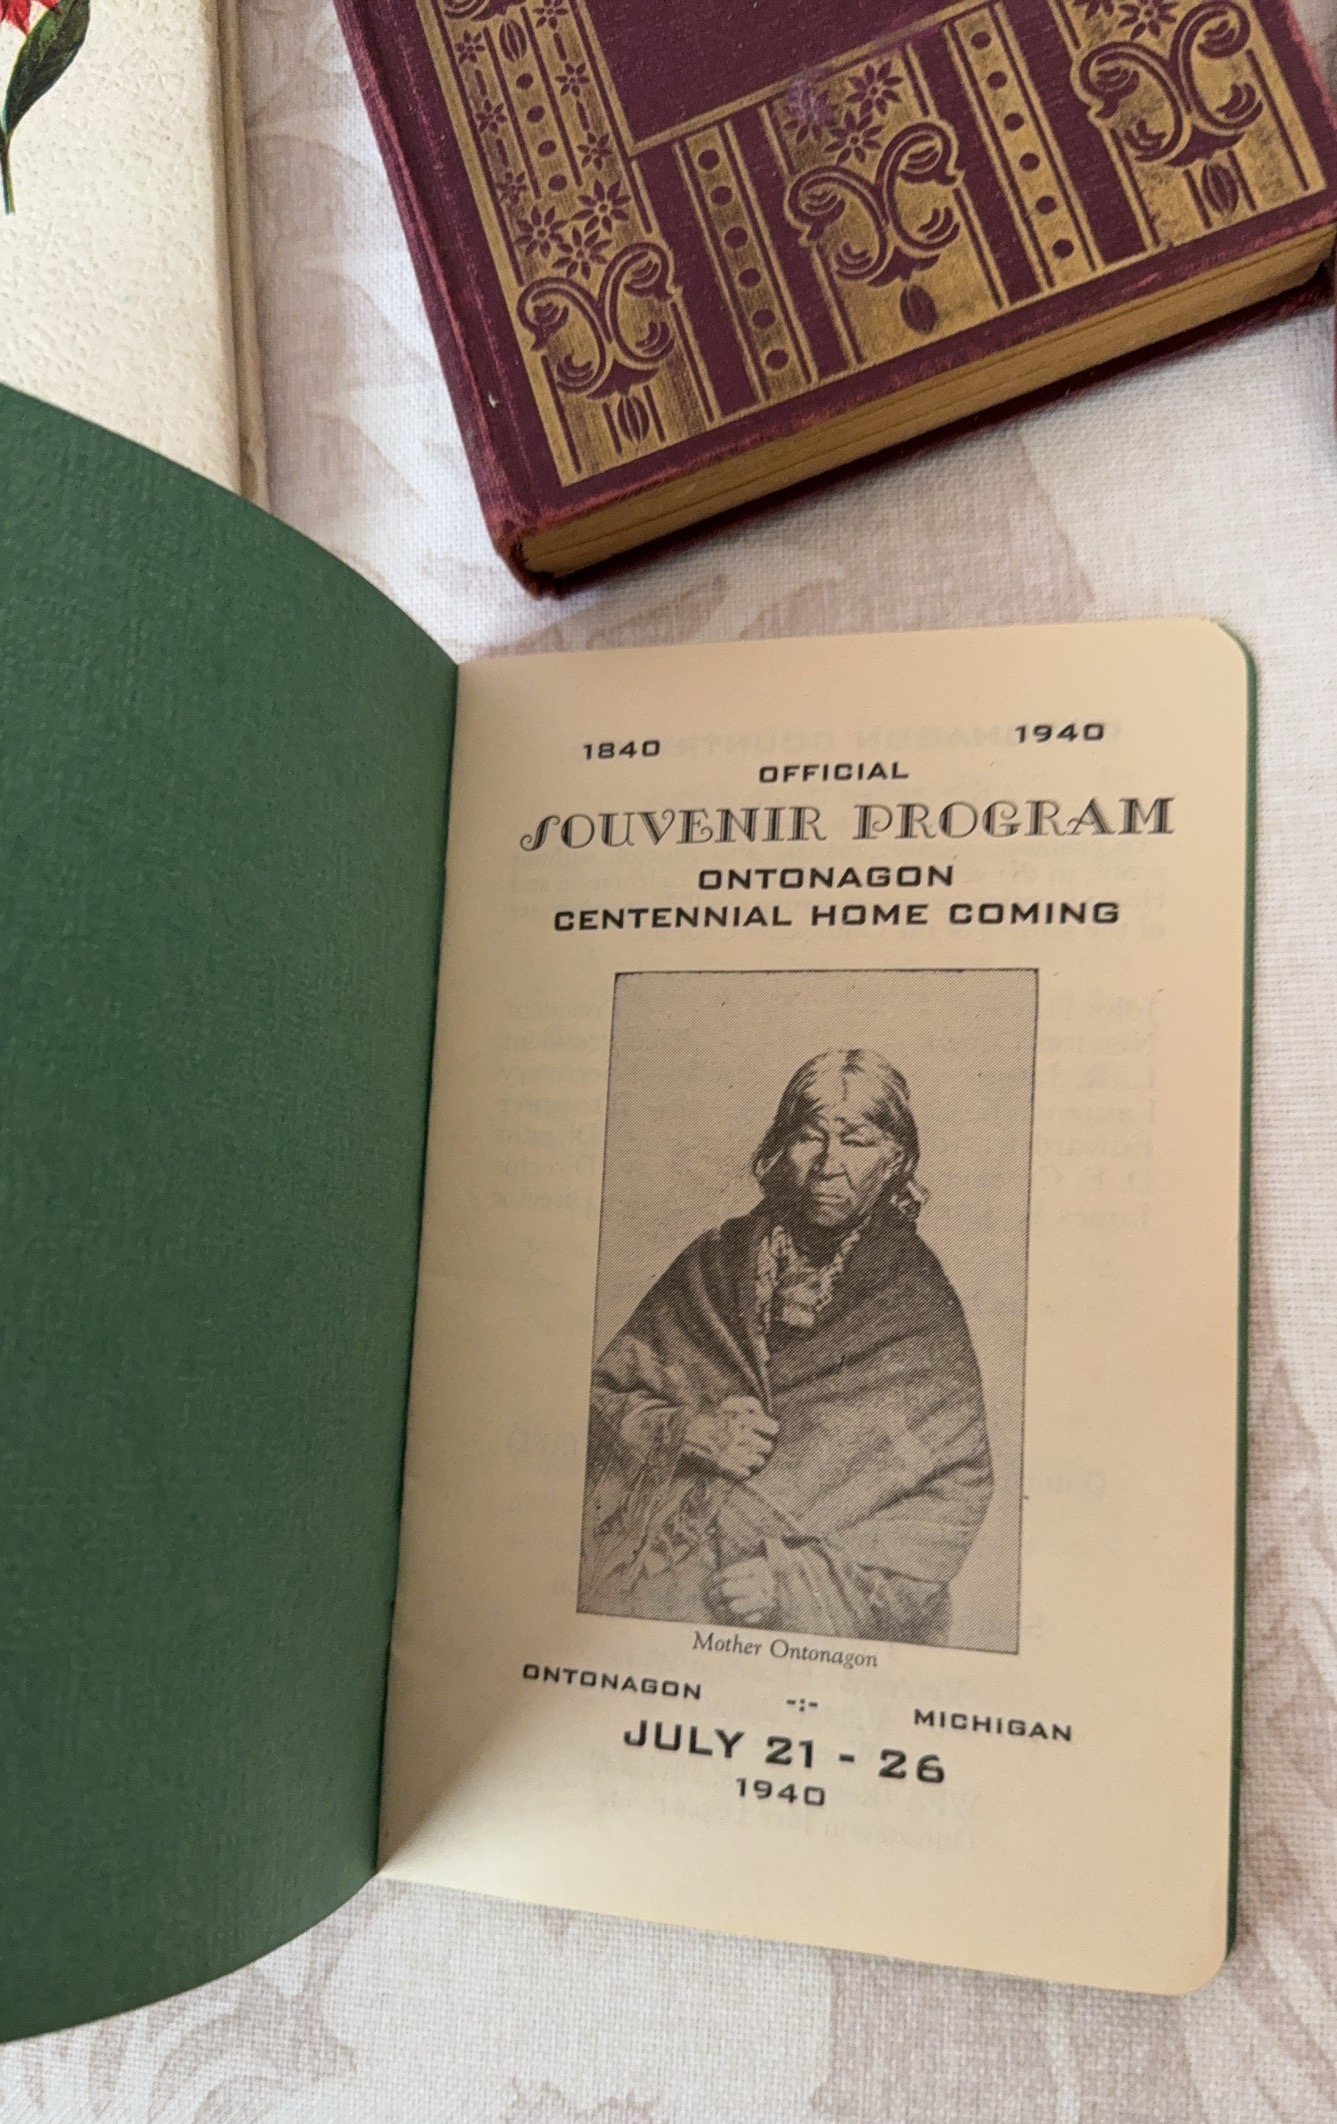 1840 1940
OFFICIAL
SOUVENIR PROGRAM
ONTONAGON
CENTENNIAL HOME COMING
Mother Ontonagon
ONTONAGON -:- MICHIGAN
JULY 21 - 26
1940